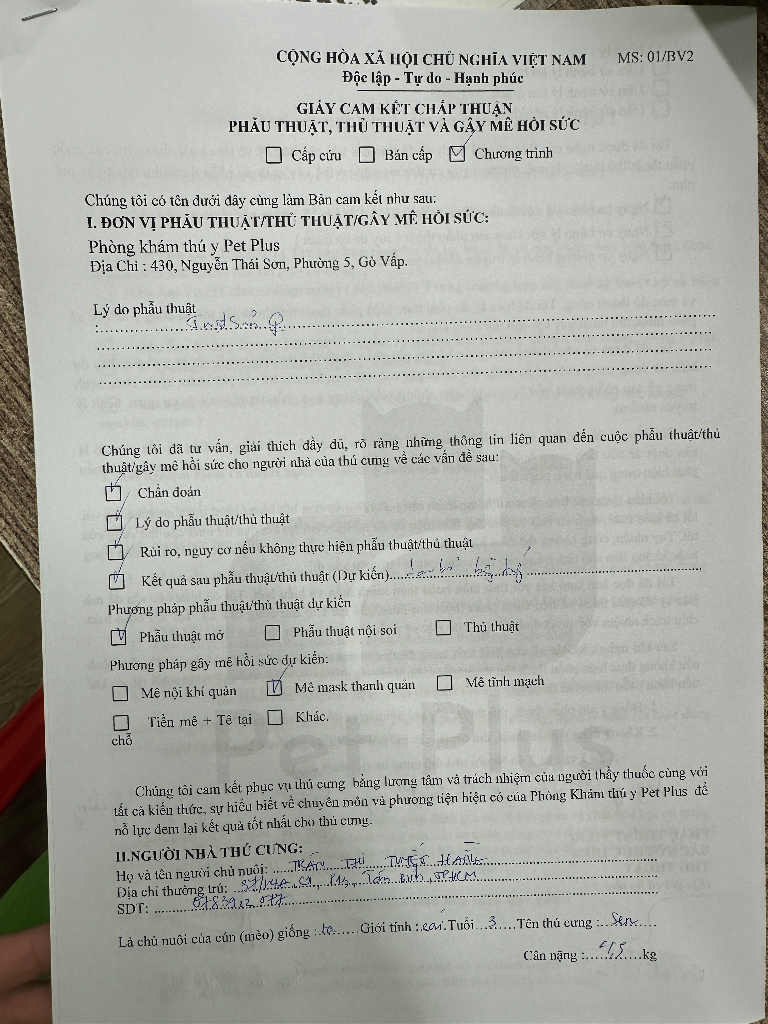 CỘNG HÒA XÃ HỘI CHỦ NGHĨA VIỆT NAM MS: 01/BV2
Độc lập - Tự do - Hạnh phúc
GIẤY CAM KẾT CHẤP THUẬN
PHẪU THUẬT, THỦ THUẬT VÀ GÂY MÊ HỒI SỨC
Cấp cứu Bán cấp Chương trình
Chúng tôi có tên dưới đây cùng làm Bản cam kết như sau:
I. ĐƠN VỊ PHẪU THUẬT/THỦ THUẬT/GÂY MÊ HỒI SỨC:
Phòng khám thú y Pet Plus
Địa Chỉ : 430, Nguyễn Thái Sơn, Phường 5, Gò Vấp.
Lý do phẫu thuật
: Triệt Sản ♀
Chúng tôi đã tư vấn, giải thích đầy đủ, rõ ràng những thông tin liên quan đến cuộc phẫu thuật/thủ
thuật/gây mê hồi sức cho người nhà của thú cưng về các vấn đề sau:
Chẩn đoán
Lý do phẫu thuật/thủ thuật
Rủi ro, nguy cơ nếu không thực hiện phẫu thuật/thủ thuật
Kết quả sau phẫu thuật/thủ thuật (Dự kiến)
Phương pháp phẫu thuật/thủ thuật dự kiến
Phẫu thuật mở Phẫu thuật nội soi Thủ thuật
Phương pháp gây mê hồi sức dự kiến:
Mê nội khí quản Mê mask thanh quản Mê tĩnh mạch
Tiền mê + Tê tại Khác.
chỗ
Pet Plus
Chúng tôi cam kết phục vụ thú cưng bằng lương tâm và trách nhiệm của người thầy thuốc cùng với
tất cả kiến thức, sự hiểu biết về chuyên môn và phương tiện hiện có của Phòng Khám thú y Pet Plus để
nỗ lực đem lại kết quả tốt nhất cho thú cưng.
II.NGƯỜI NHÀ THÚ CƯNG:
Họ và tên người chủ nuôi: TRẦN THỊ TUYẾT
Địa chỉ thường trú: Tân Bình, TPHCM
SDT:
Là chủ nuôi của cún (mèo) giống : ta Giới tính : cái Tuổi 3 Tên thú cưng : Sen
Cân nặng : 4,5 kg